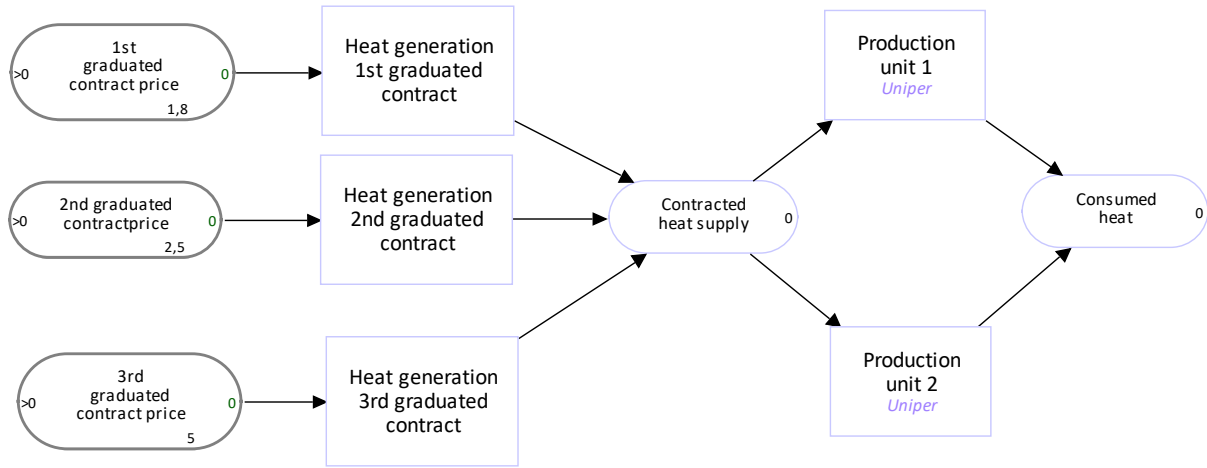 1st
graduated
contract price
>0
0
1,8
Heat generation
1st graduated
contract
2nd graduated
contractprice
>0
0
2,5
Heat generation
2nd graduated
contract
3rd
graduated
contract price
>0
0
5
Heat generation
3rd graduated
contract
Contracted
heat supply
0
Production
unit 1
Uniper
Production
unit 2
Uniper
Consumed
heat
0